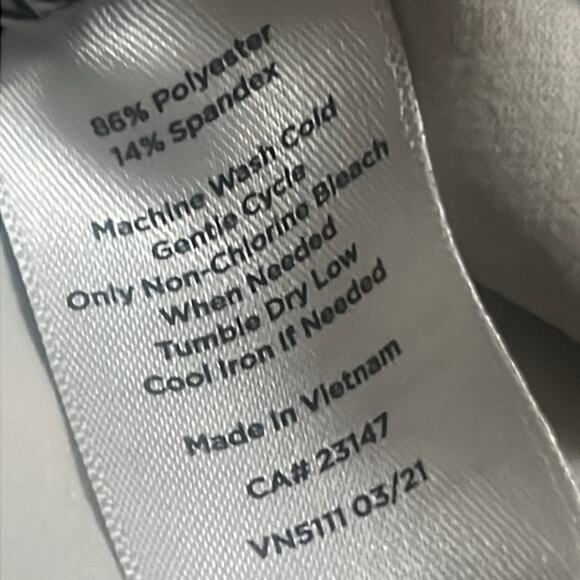 86% Polyester
14% Spandex
Machine Wash Cold
Gentle Cycle
Only Non-Chlorine Bleach
When Needed
Tumble Dry Low
Cool Iron If Needed
Made In Vietnam
CA# 23147
VN5111 03/21